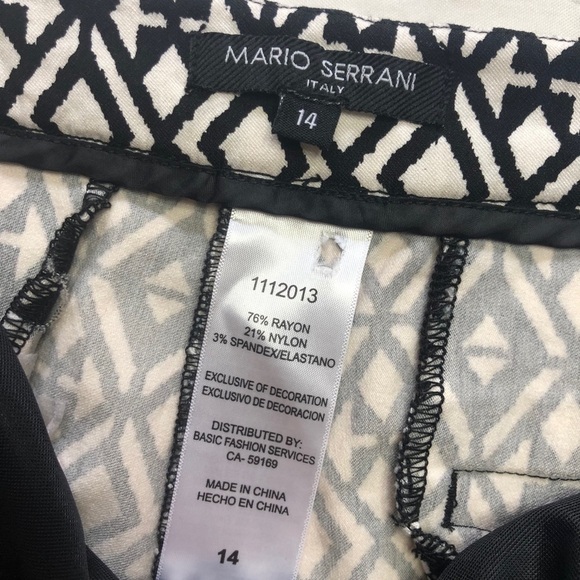 MARIO SERRANI
ITALY
14
1112013
76% RAYON
21% NYLON
3% SPANDEX/ELASTANO
EXCLUSIVE OF DECORATION
EXCLUSIVO DE DECORACION
DISTRIBUTED BY:
BASIC FASHION SERVICES
CA- 59169
MADE IN CHINA
HECHO EN CHINA
14